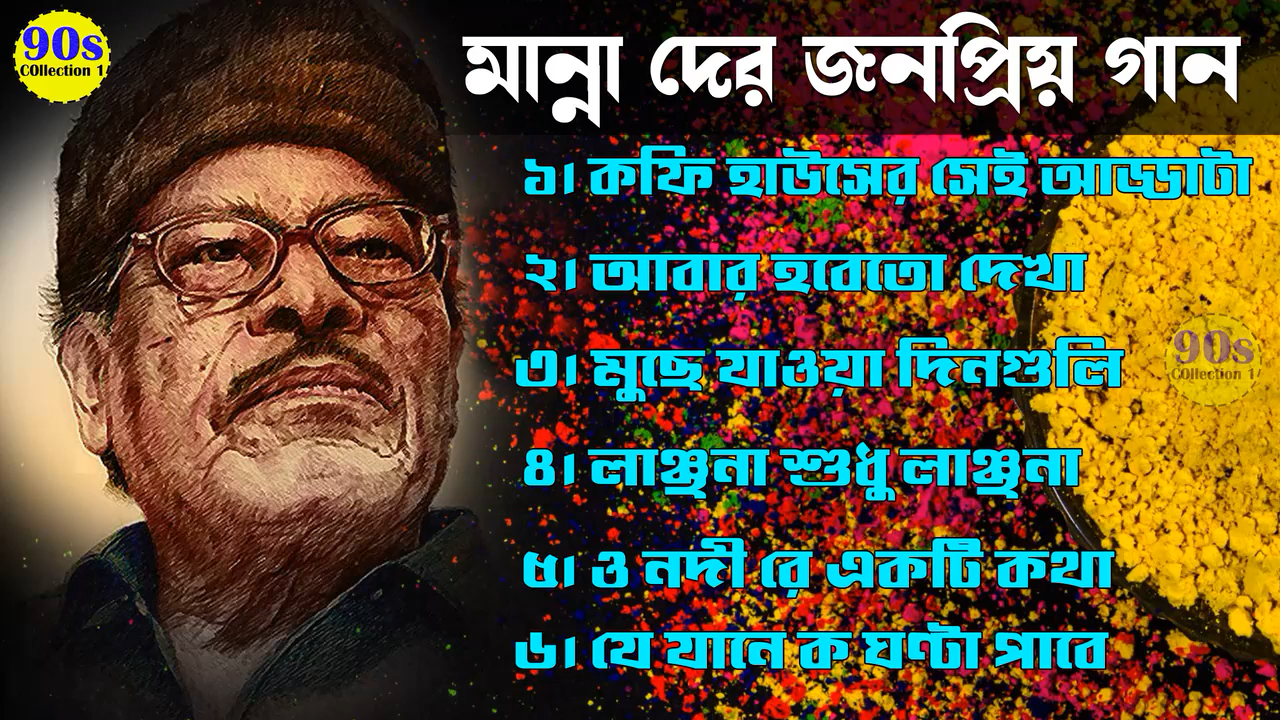 90s
COllection 1
মান্না দের জনপ্রিয় গান
১। কফি হাউসের সেই আড্ডাটা
২। আবার হবেতো দেখা
৩। মুছে যাওয়া দিনগুলি
90s
COllection 1
৪। লাঞ্ছনা শুধু লাঞ্ছনা
৫। ও নদী রে একটি কথা
৬। যে যানে ক ঘণ্টা পাবে